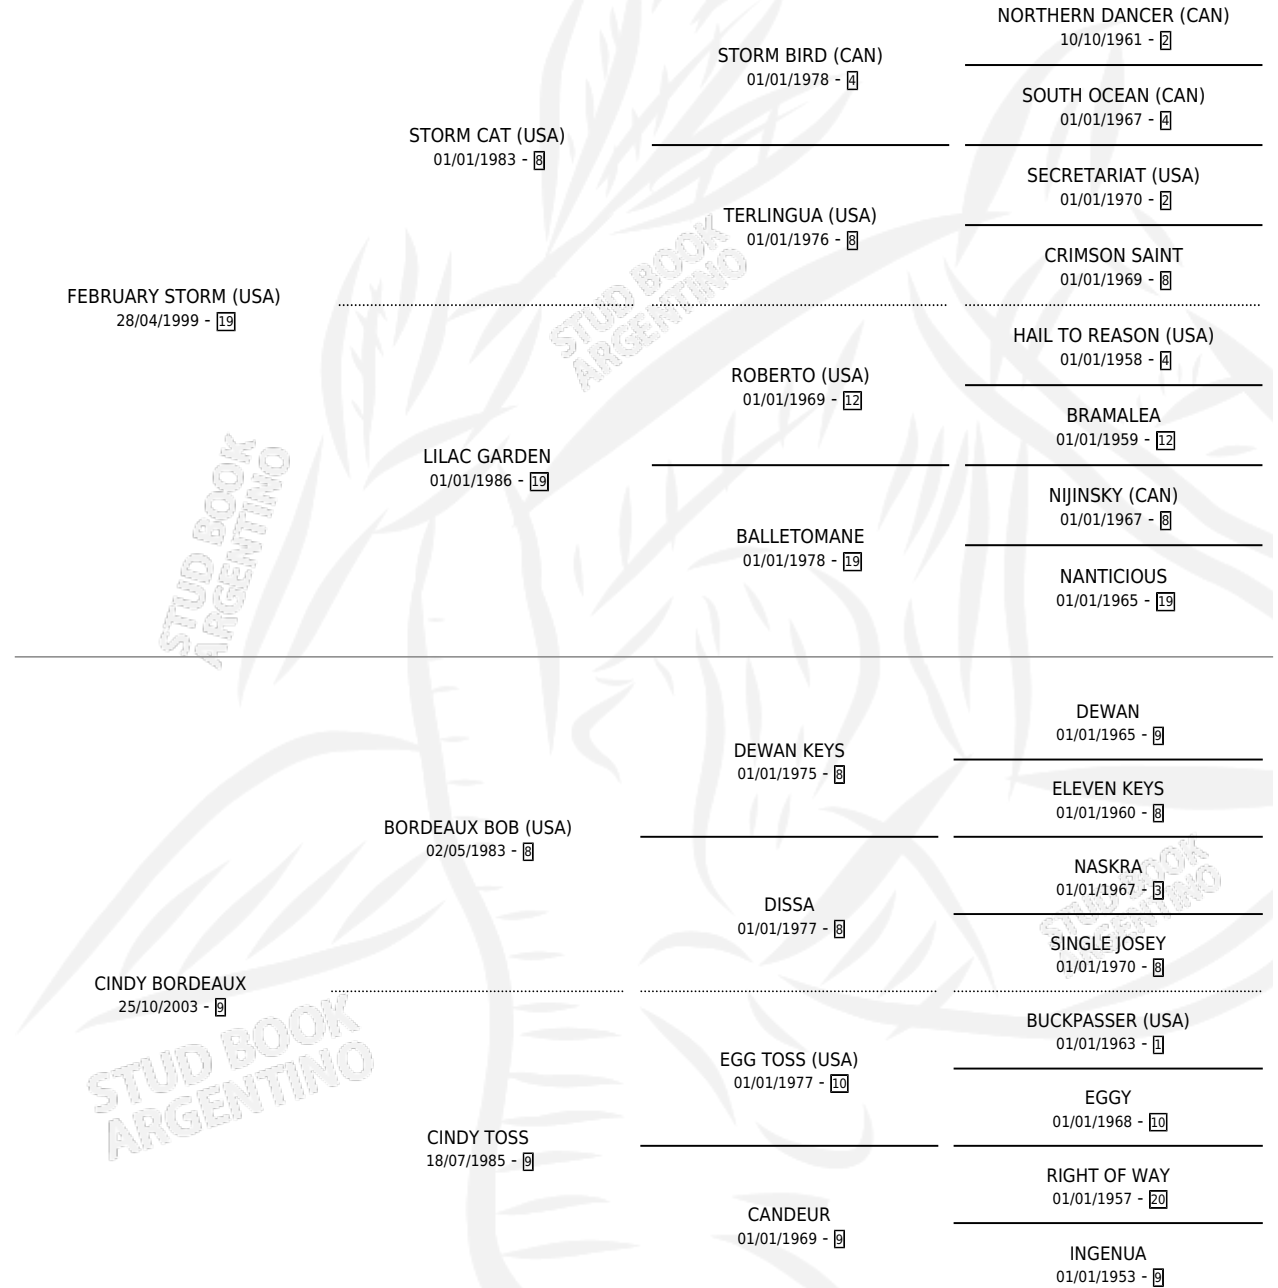 NORTHERN DANCER (CAN)
10/10/1961 - 2
STORM BIRD (CAN)
01/01/1978 - 4
SOUTH OCEAN (CAN)
01/01/1967 - 4
STORM CAT (USA)
01/01/1983 - 8
SECRETARIAT (USA)
01/01/1970 - 2
TERLINGUA (USA)
01/01/1976 - 8
CRIMSON SAINT
01/01/1969 - 8
FEBRUARY STORM (USA)
28/04/1999 - 19
HAIL TO REASON (USA)
01/01/1958 - 4
ROBERTO (USA)
01/01/1969 - 12
BRAMALEA
01/01/1959 - 12
LILAC GARDEN
01/01/1986 - 19
NIJINSKY (CAN)
01/01/1967 - 8
BALLETOMANE
01/01/1978 - 19
NANTICIOUS
01/01/1965 - 19
DEWAN
01/01/1965 - 9
DEWAN KEYS
01/01/1975 - 8
ELEVEN KEYS
01/01/1960 - 8
BORDEAUX BOB (USA)
02/05/1983 - 8
NASKRA
01/01/1967 - 3
DISSA
01/01/1977 - 8
SINGLE JOSEY
01/01/1970 - 8
CINDY BORDEAUX
25/10/2003 - 9
BUCKPASSER (USA)
01/01/1963 - 1
EGG TOSS (USA)
01/01/1977 - 10
EGGY
01/01/1968 - 10
CINDY TOSS
18/07/1985 - 9
RIGHT OF WAY
01/01/1957 - 20
CANDEUR
01/01/1969 - 9
INGENUA
01/01/1953 - 9
STUD BOOK
ARGENTINO
STUD BOOK
ARGENTINO
STUD BOOK
ARGENTINO
STUD BOOK
ARGENTINO